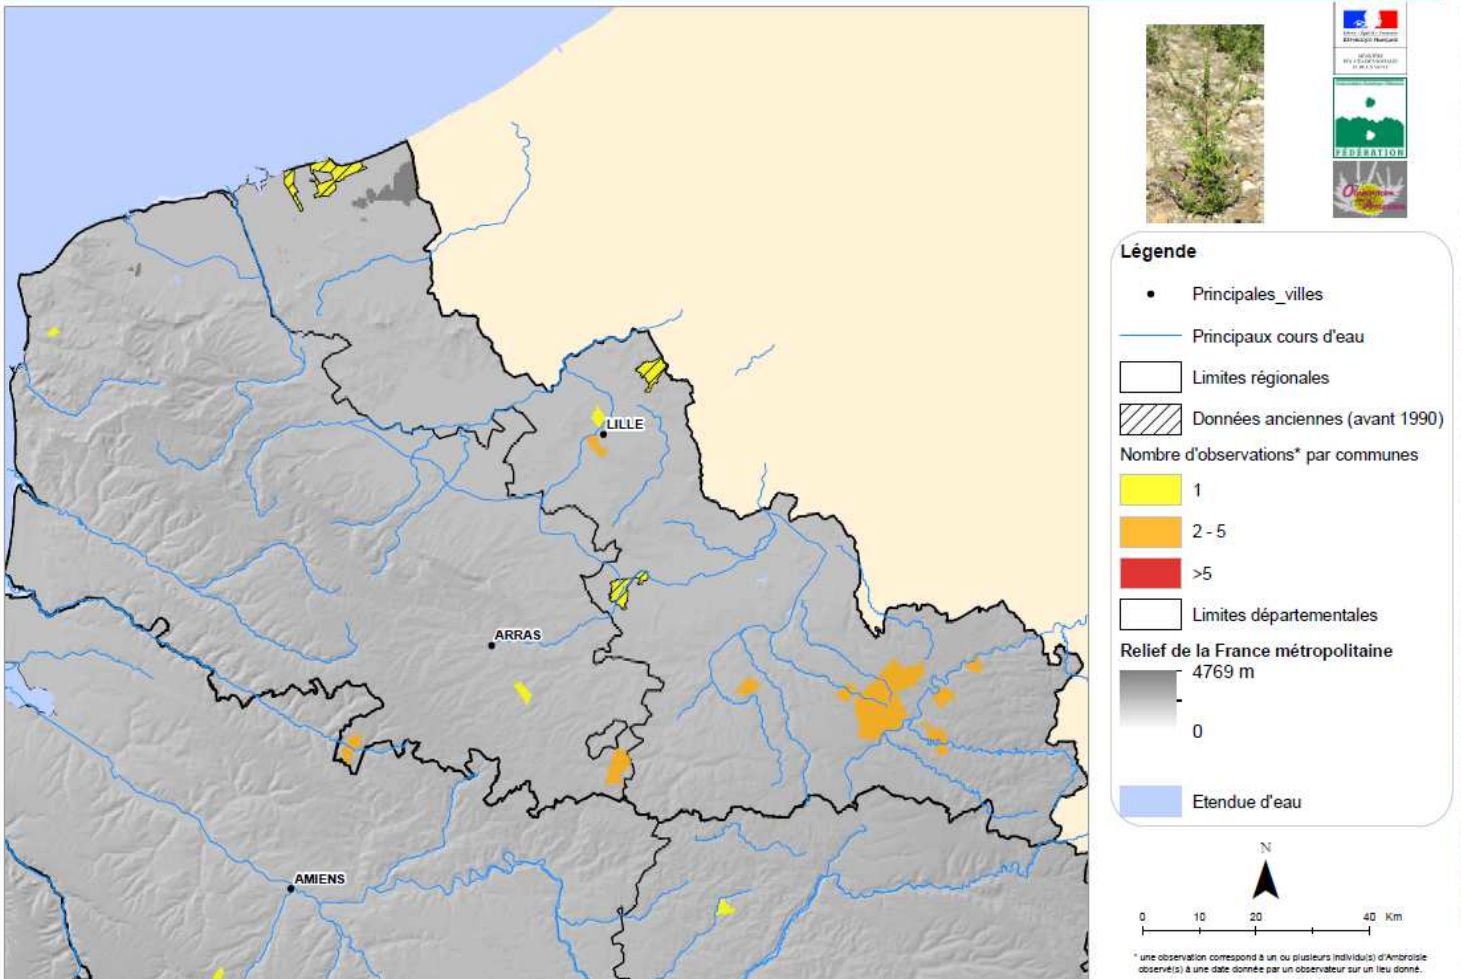 LILLE
ARRAS
AMIENS
FÉDÉRATION
Légende
Principales_villes
Principaux cours d'eau
Limites régionales
Données anciennes (avant 1990)
Nombre d'observations* par communes
1
2 - 5
>5
Limites départementales
Relief de la France métropolitaine
4769 m
0
Etendue d'eau
N
0 10 20 40 Km
* une observation correspond à un ou plusieurs individu(s) d'Ambroisie
observé(s) à une date donnée par un observateur sur un lieu donné.